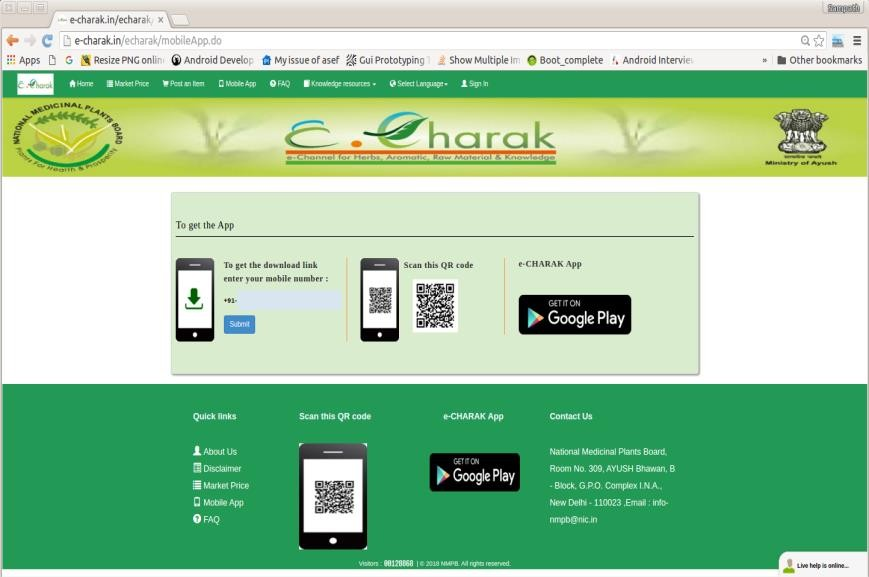 Sampath
e-charak.in/echarak/
e-charak.in/echarak/mobileApp.do
Apps G Resize PNG onlin Android Develop My issue of asef Gui Prototyping T Show Multiple Im Boot_complete Android Interview » Other bookmarks
e-Charak Home Market Price Post an Item Mobile App FAQ Knowledge resources Select Language Sign In
NATIONAL MEDICINAL PLANTS BOARD
Plants For Health & Prosperity
e.Charak
e-Channel for Herbs, Aromatic, Raw Material & Knowledge
सत्यमेव जयते
Ministry of Ayush
To get the App
To get the download link
enter your mobile number :
+91-
Submit
Scan this QR code
e-CHARAK App
GET IT ON
Google Play
Quick links
About Us
Disclaimer
Market Price
Mobile App
FAQ
Scan this QR code
e-CHARAK App
GET IT ON
Google Play
Contact Us
National Medicinal Plants Board,
Room No. 309, AYUSH Bhawan, B
- Block, G.P.O. Complex I.N.A.,
New Delhi - 110023 ,Email : info-
nmpb@nic.in
Visitors : 00128868 | © 2018 NMPB. All rights reserved.
Live help is online...